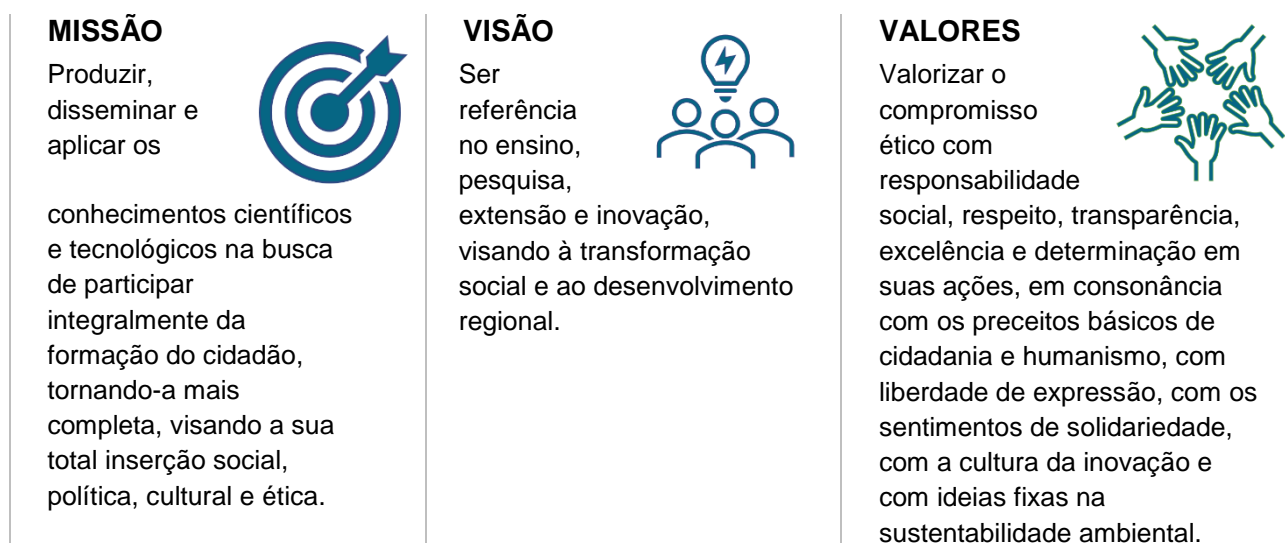 MISSÃO
Produzir,
disseminar e
aplicar os
conhecimentos científicos
e tecnológicos na busca
de participar
integralmente da
formação do cidadão,
tornando-a mais
completa, visando a sua
total inserção social,
política, cultural e ética.
VISÃO
Ser
referência
no ensino,
pesquisa,
extensão e inovação,
visando à transformação
social e ao desenvolvimento
regional.
VALORES
Valorizar o
compromisso
ético com
responsabilidade
social, respeito, transparência,
excelência e determinação em
suas ações, em consonância
com os preceitos básicos de
cidadania e humanismo, com
liberdade de expressão, com os
sentimentos de solidariedade,
com a cultura da inovação e
com ideias fixas na
sustentabilidade ambiental.